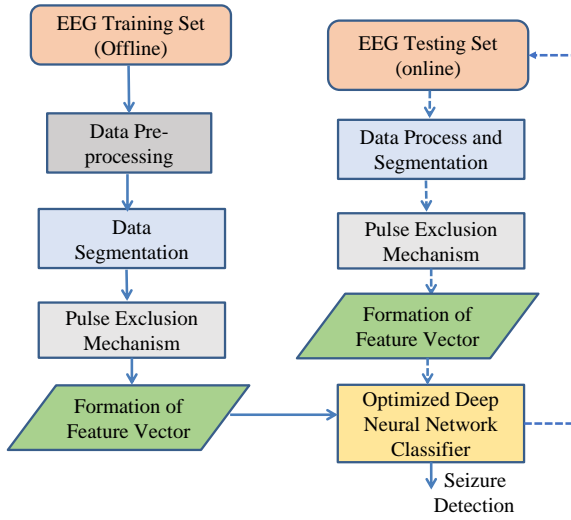 EEG Training Set
(Offline)
Data Pre-
processing
Data
Segmentation
Pulse Exclusion
Mechanism
Formation of
Feature Vector
EEG Testing Set
(online)
Data Process and
Segmentation
Pulse Exclusion
Mechanism
Formation of
Feature Vector
Optimized Deep
Neural Network
Classifier
Seizure
Detection